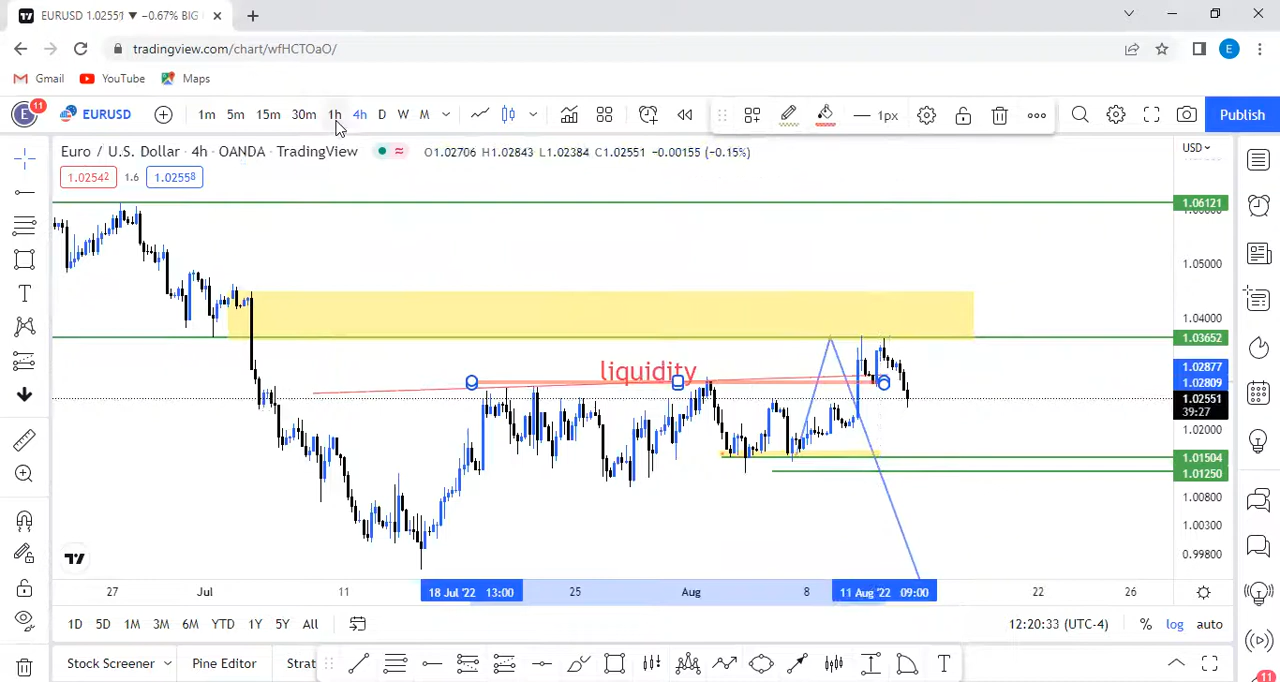 EURUSD 1.02551 ▼ −0.67% BIG
tradingview.com/chart/wfHCTOaO/
E
Gmail YouTube Maps
E 11 EURUSD 1m 5m 15m 30m 1h 4h D W M 1px Publish
Euro / U.S. Dollar · 4h · OANDA · TradingView O1.02706 H1.02843 L1.02384 C1.02551 −0.00155 (−0.15%) USD
1.02542 1.6 1.02558
1.06121
1.05000
1.04000
1.03652
liquidity
1.02877
1.02809
1.02551
39:27
1.02000
1.01504
1.01250
1.00800
1.00300
0.99800
27 Jul 11 18 Jul '22 13:00 25 Aug 8 11 Aug '22 09:00 22 26
1D 5D 1M 3M 6M YTD 1Y 5Y All 12:20:33 (UTC-4) % log auto
Stock Screener Pine Editor Strat T 11